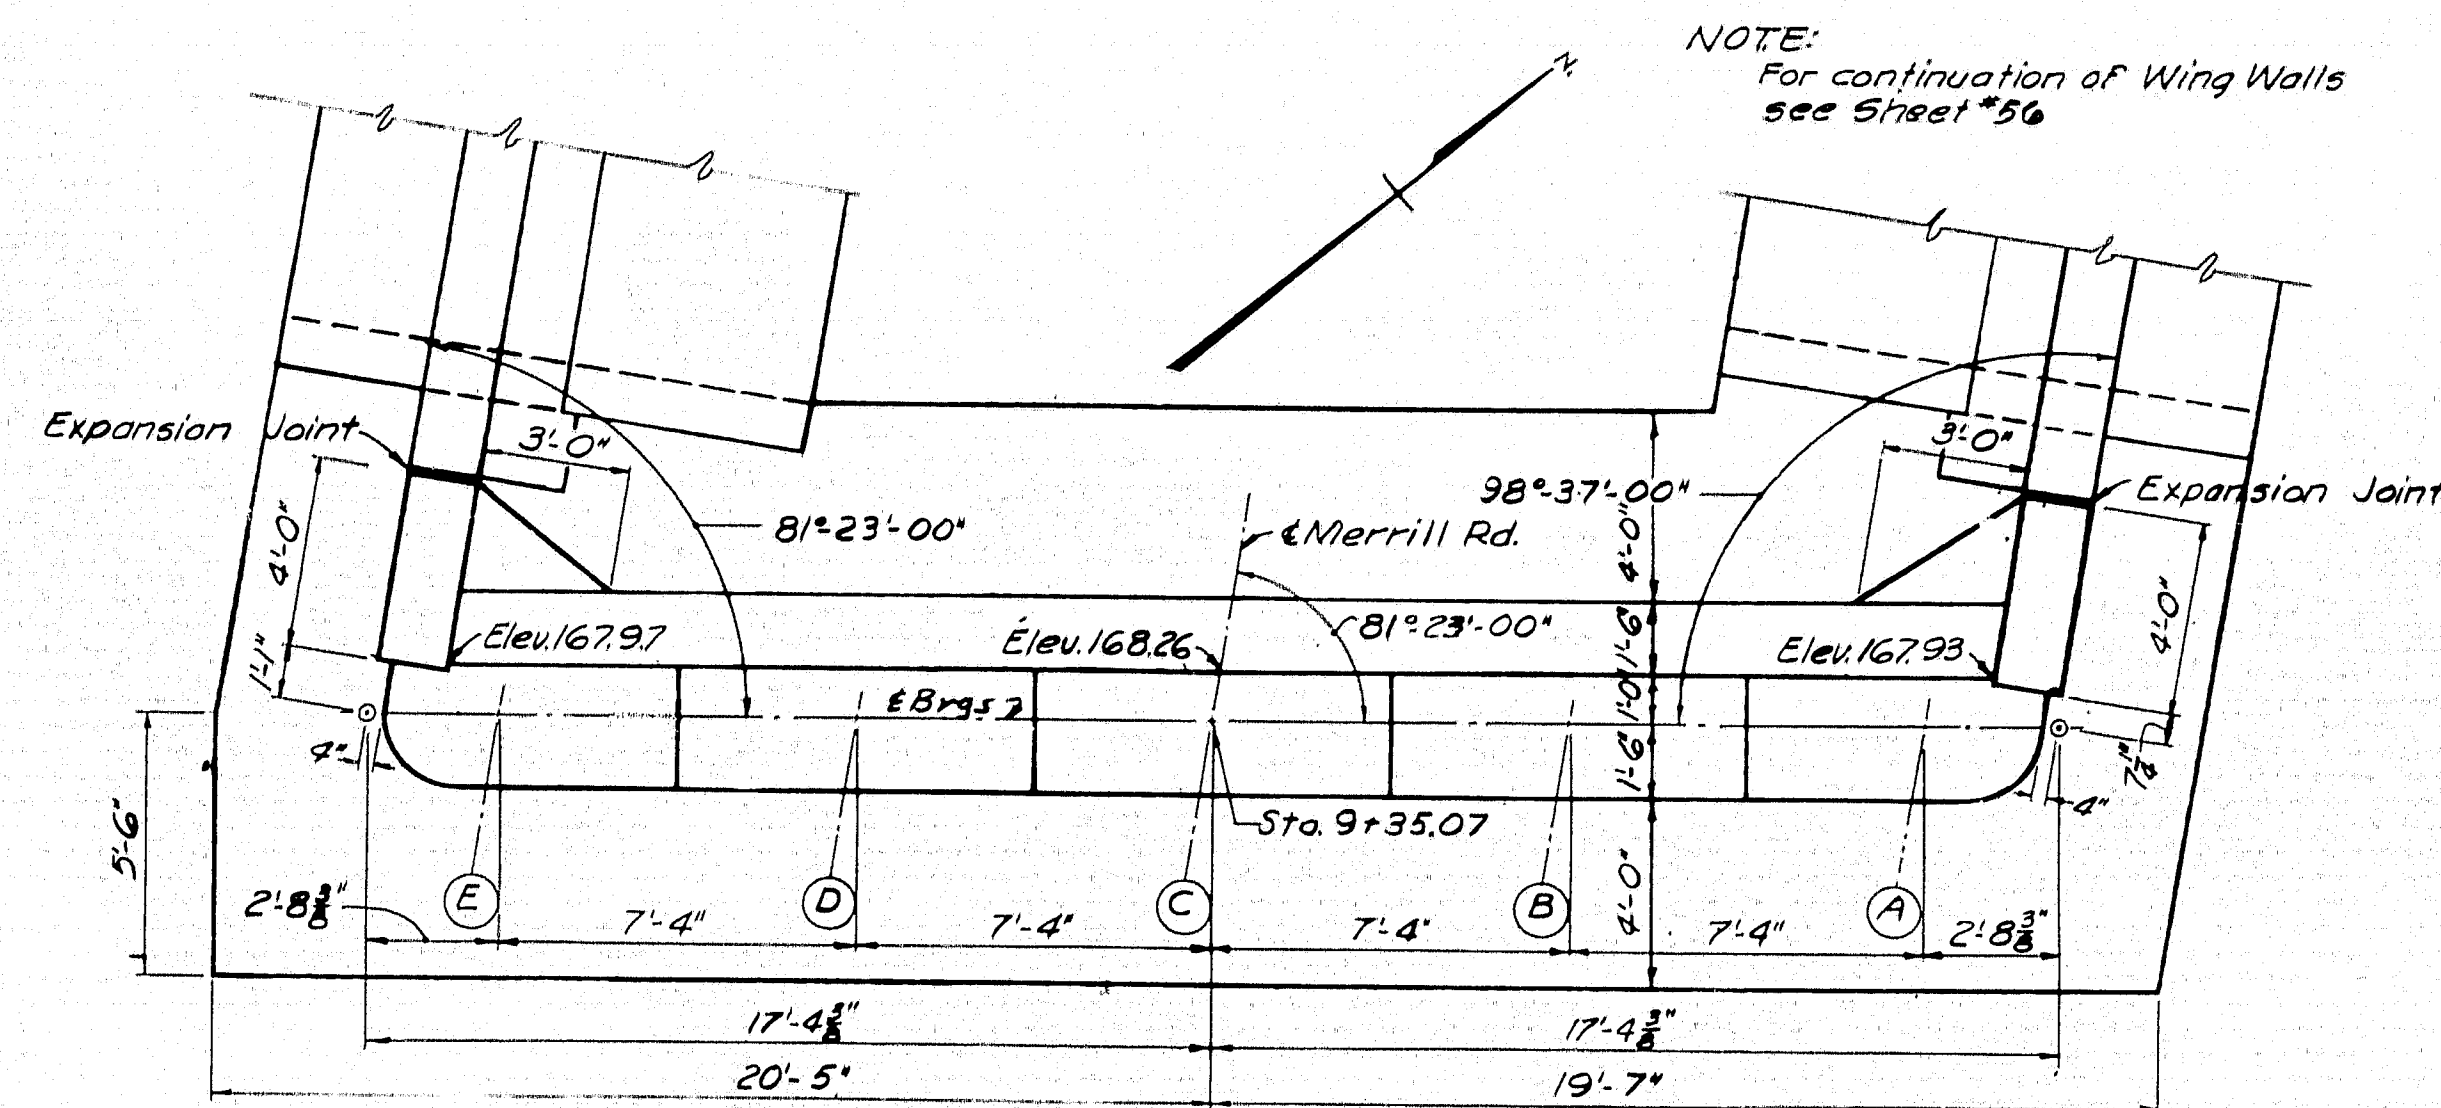 NOTE:
For continuation of Wing Walls
see Sheet #56
N.
Expansion Joint
3'-0"
3'-0"
98°-37'-00"
Expansion Joint
81°-23'-00"
℄ Merrill Rd.
4'-0"
4'-0"
4'-0"
81°-23'-00"
1'-6"
Elev. 167.97
Elev. 168.26
Elev. 167.93
1'-1"
℄ Brgs
1'-0"
4"
1'-6"
7¼"
4"
Sta. 9+35.07
5'-6"
2'-8⅜"
E
D
C
B
A
7'-4"
7'-4"
4'-0"
7'-4"
7'-4"
2'-8⅜"
17'-4⅜"
17'-4⅜"
20'-5"
19'-7"